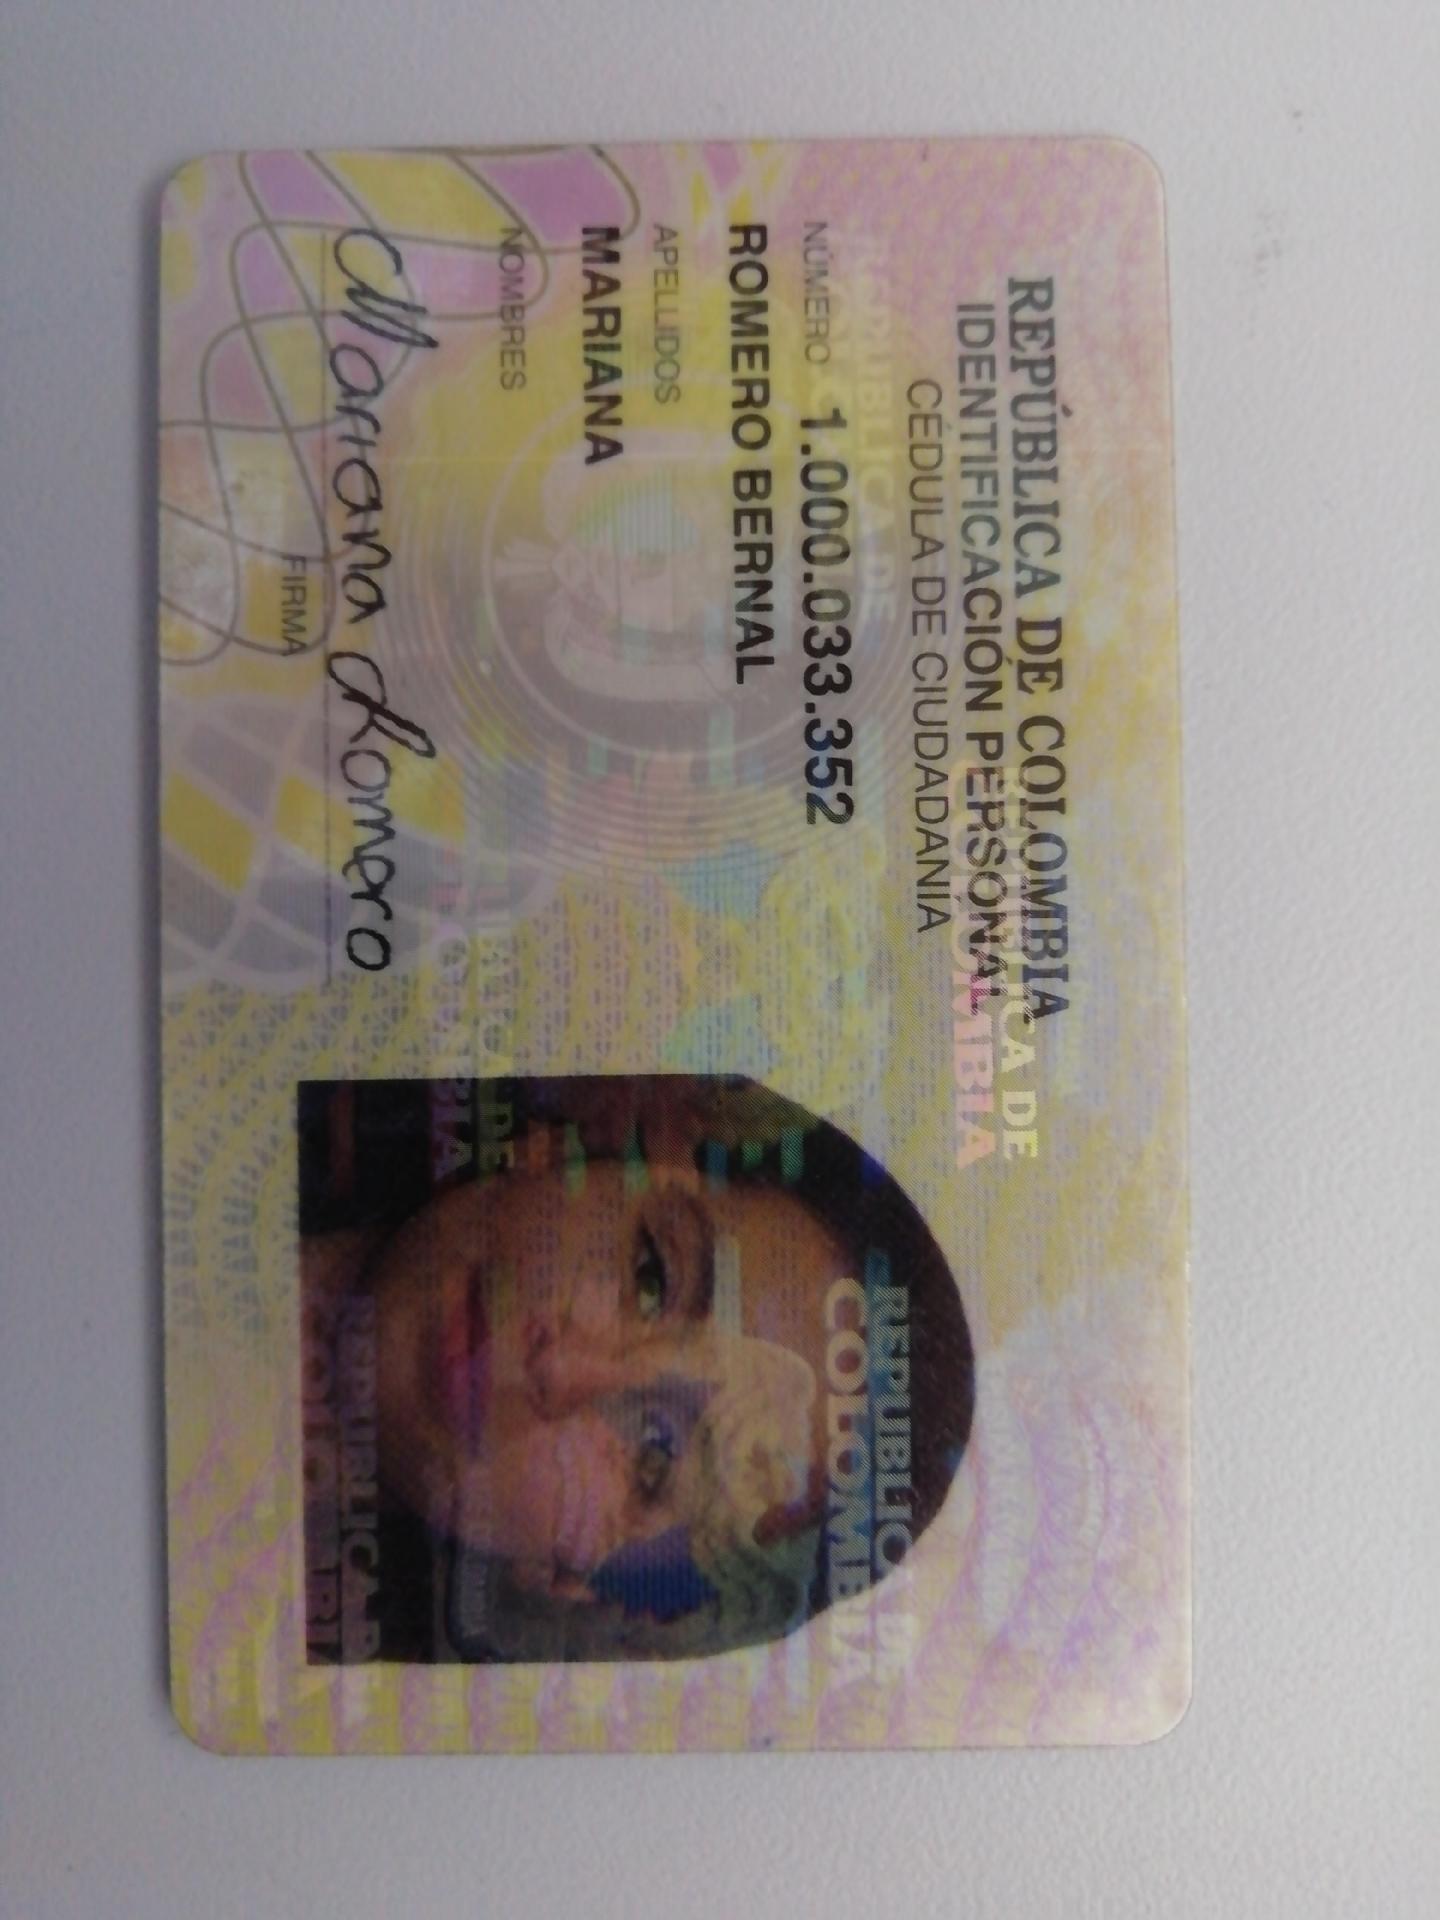 REPÚBLICA DE COLOMBIA
IDENTIFICACIÓN PERSONAL
CÉDULA DE CIUDADANÍA
NÚMERO 1.000.033.352
ROMERO BERNAL
APELLIDOS
MARIANA
NOMBRES
Mariana Romero
FIRMA
REPÚBLICA DE
COLOMBIA
REPÚBLICA DE
COLOMBIA